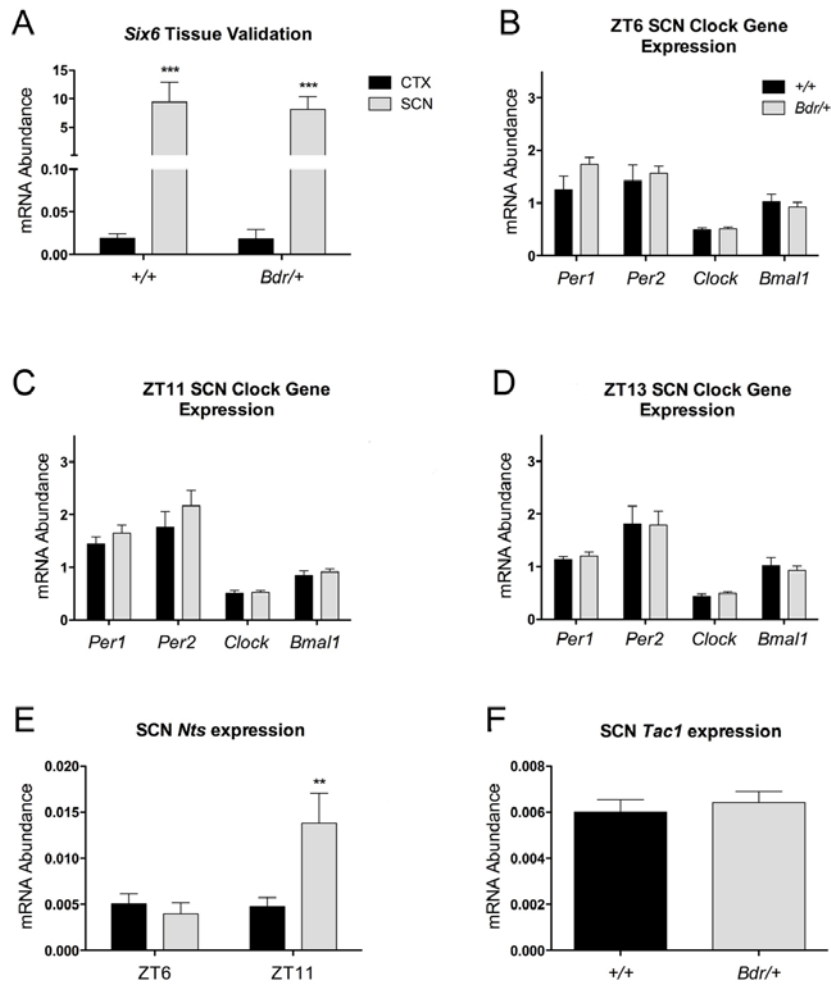 A
Six6 Tissue Validation
mRNA Abundance
15
10
5
0.10
0.05
0.00
***
***
+/+
Bdr/+
CTX
SCN
B
ZT6 SCN Clock Gene
Expression
mRNA Abundance
3
2
1
0
+/+
Bdr/+
Per1
Per2
Clock
Bmal1
C
ZT11 SCN Clock Gene
Expression
mRNA Abundance
3
2
1
0
Per1
Per2
Clock
Bmal1
D
ZT13 SCN Clock Gene
Expression
mRNA Abundance
3
2
1
0
Per1
Per2
Clock
Bmal1
E
SCN Nts expression
mRNA Abundance
0.020
0.015
0.010
0.005
0.000
**
ZT6
ZT11
F
SCN Tac1 expression
mRNA Abundance
0.008
0.006
0.004
0.002
0.000
+/+
Bdr/+